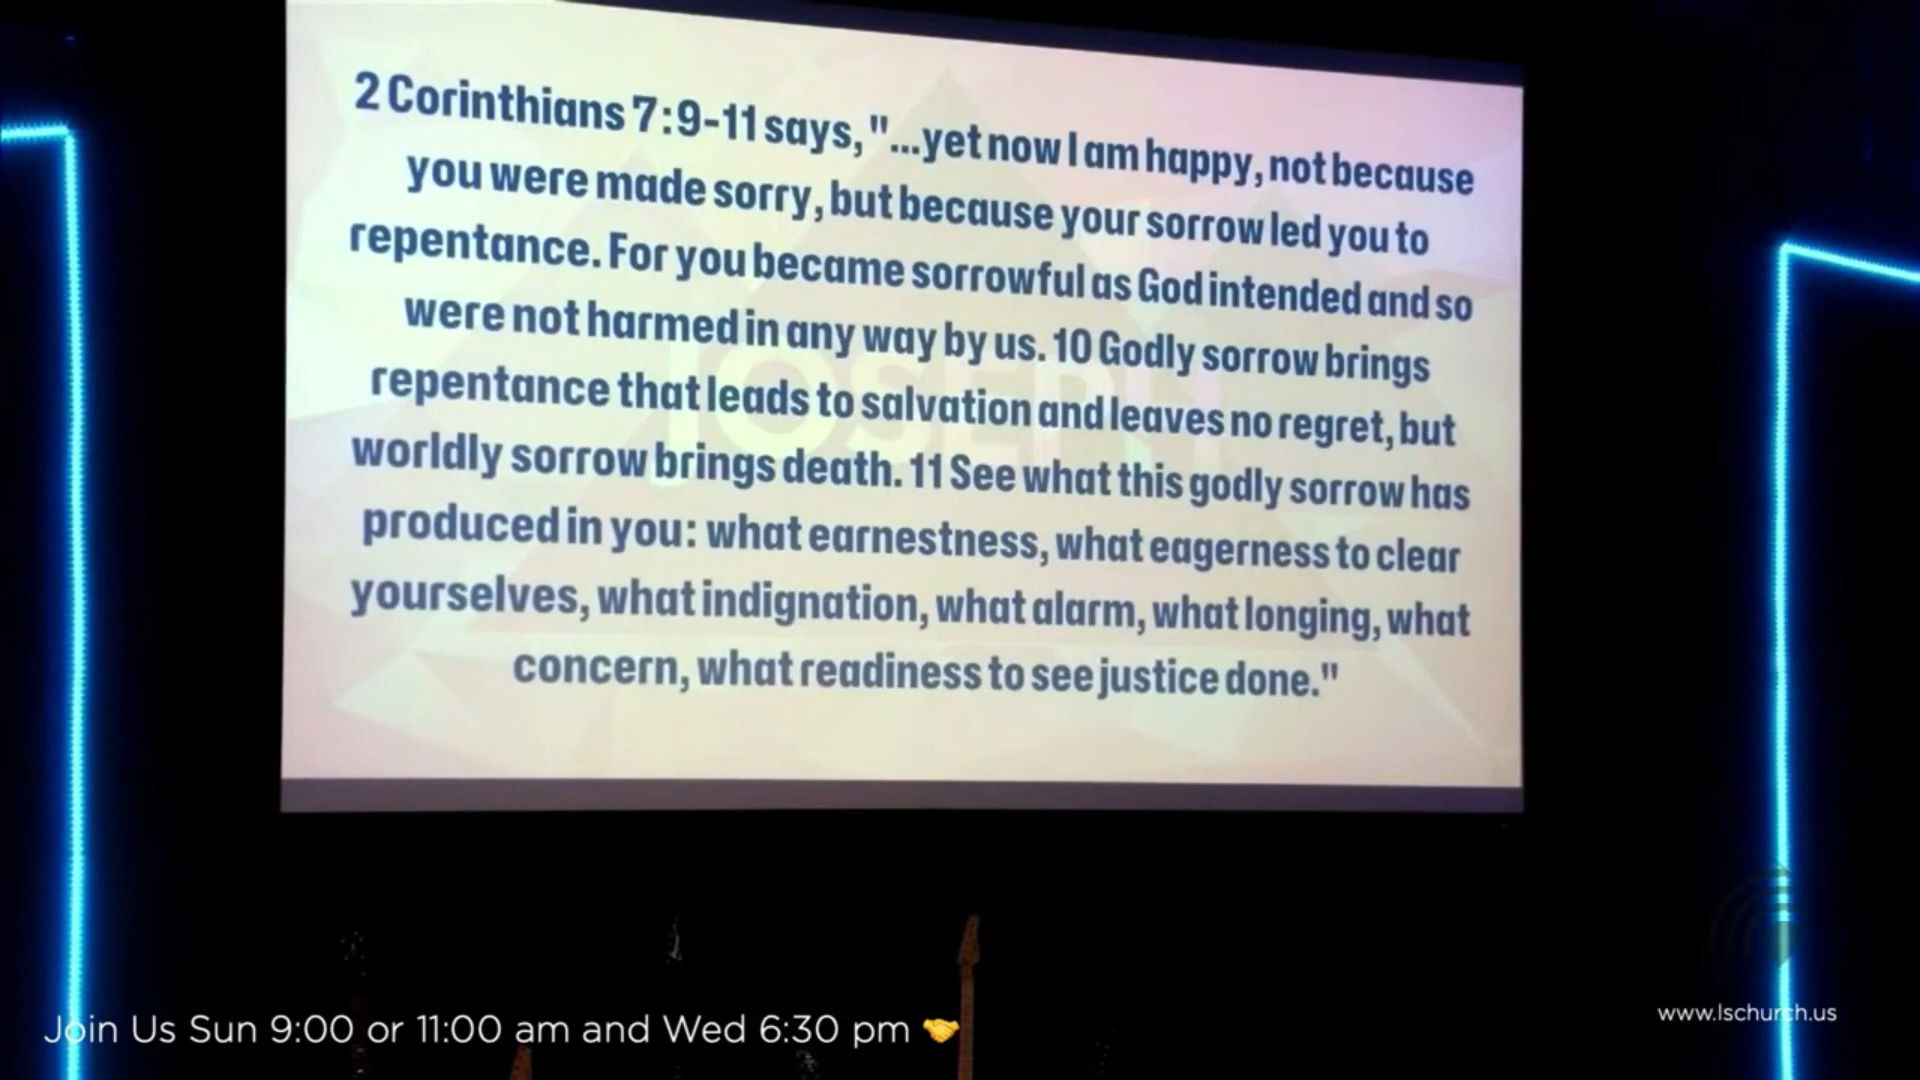 2 Corinthians 7:9-11 says, "...yet now I am happy, not because
you were made sorry, but because your sorrow led you to
repentance. For you became sorrowful as God intended and so
were not harmed in any way by us. 10 Godly sorrow brings
repentance that leads to salvation and leaves no regret, but
worldly sorrow brings death. 11 See what this godly sorrow has
produced in you: what earnestness, what eagerness to clear
yourselves, what indignation, what alarm, what longing, what
concern, what readiness to see justice done."
JOSEPH
Join Us Sun 9:00 or 11:00 am and Wed 6:30 pm 🤝
www.lschurch.us